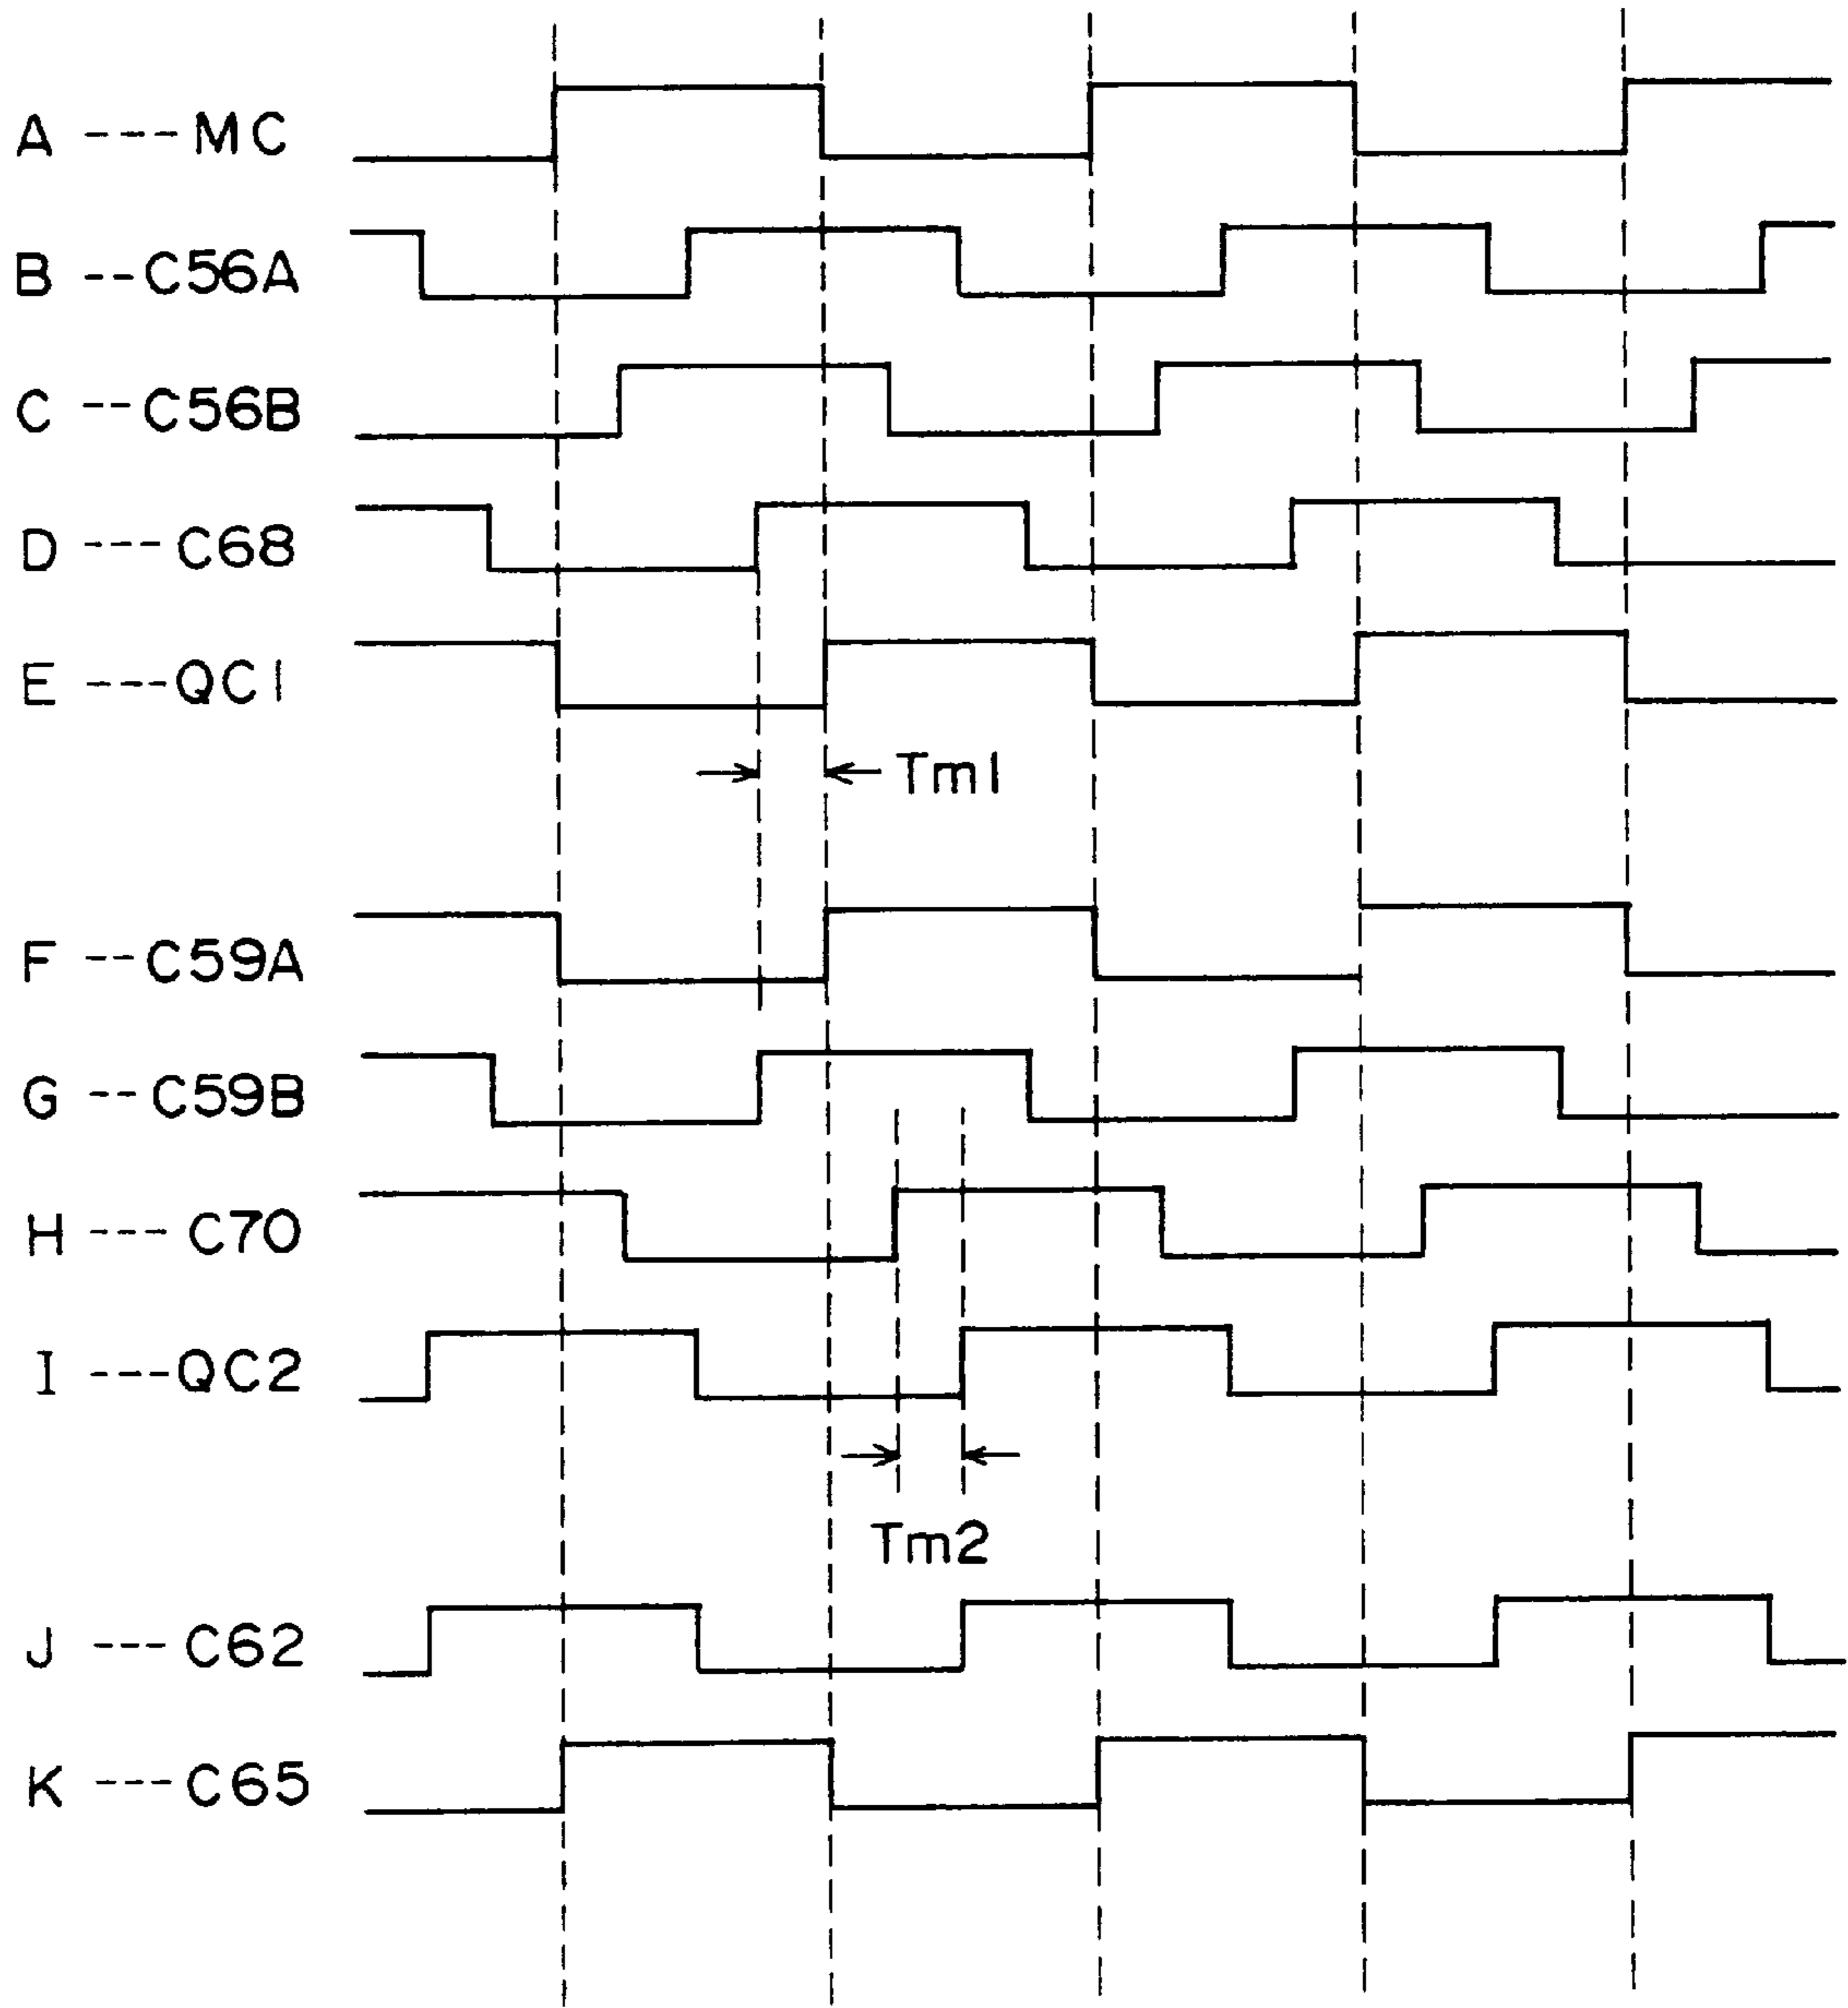 A ---- MC
B -- C56A
C -- C56B
D --- C68
E --- QC1
Tm1
F -- C59A
G -- C59B
H --- C70
I --- QC2
Tm2
J --- C62
K --- C65